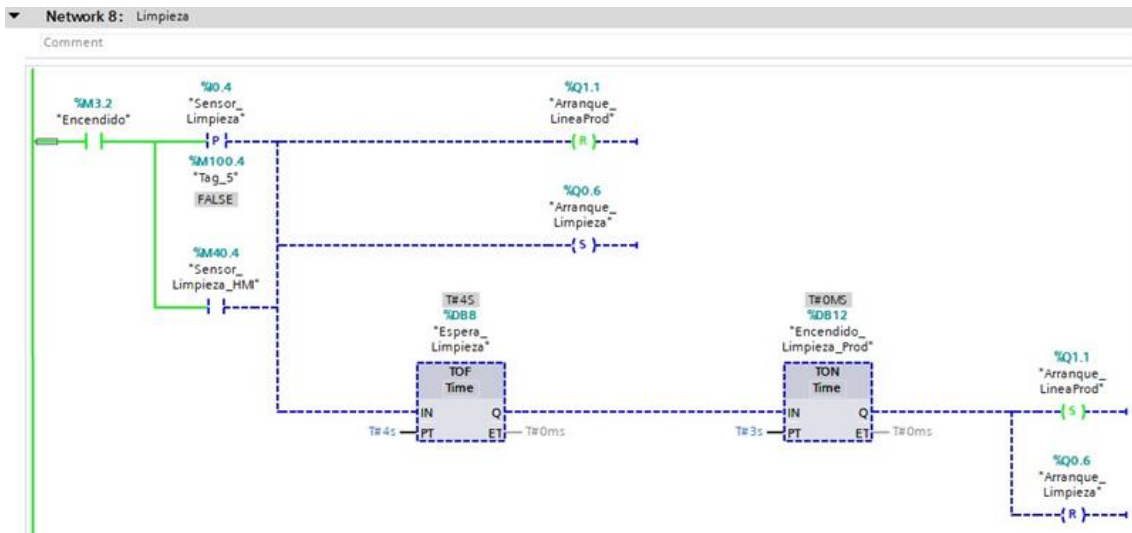 Network 8: Limpieza
Comment
%M3.2
"Encendido"
%I0.4
"Sensor_
Limpieza"
P
%M100.4
"Tag_5"
FALSE
%M40.4
"Sensor_
Limpieza_HMI"
%Q1.1
"Arranque_
LineaProd"
R
%Q0.6
"Arranque_
Limpieza"
S
T#4S
%DB8
"Espera_
Limpieza"
TOF
Time
IN Q
T#4s PT ET T#0ms
T#0MS
%DB12
"Encendido_
Limpieza_Prod"
TON
Time
IN Q
T#3s PT ET T#0ms
%Q1.1
"Arranque_
LineaProd"
S
%Q0.6
"Arranque_
Limpieza"
R